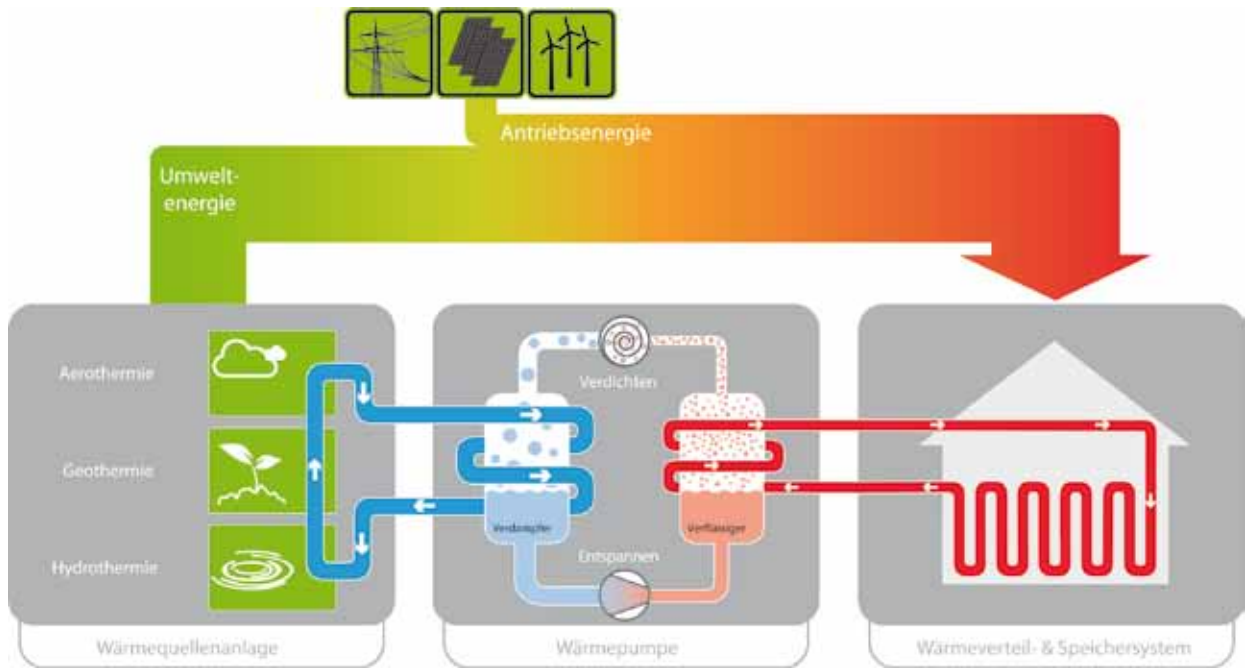 Antriebsenergie
Umwelt-
energie
Aerothermie
Geothermie
Hydrothermie
Verdichten
Verdampfer
Verflüssiger
Entspannen
Wärmequellenanlage
Wärmepumpe
Wärmeverteil- & Speichersystem